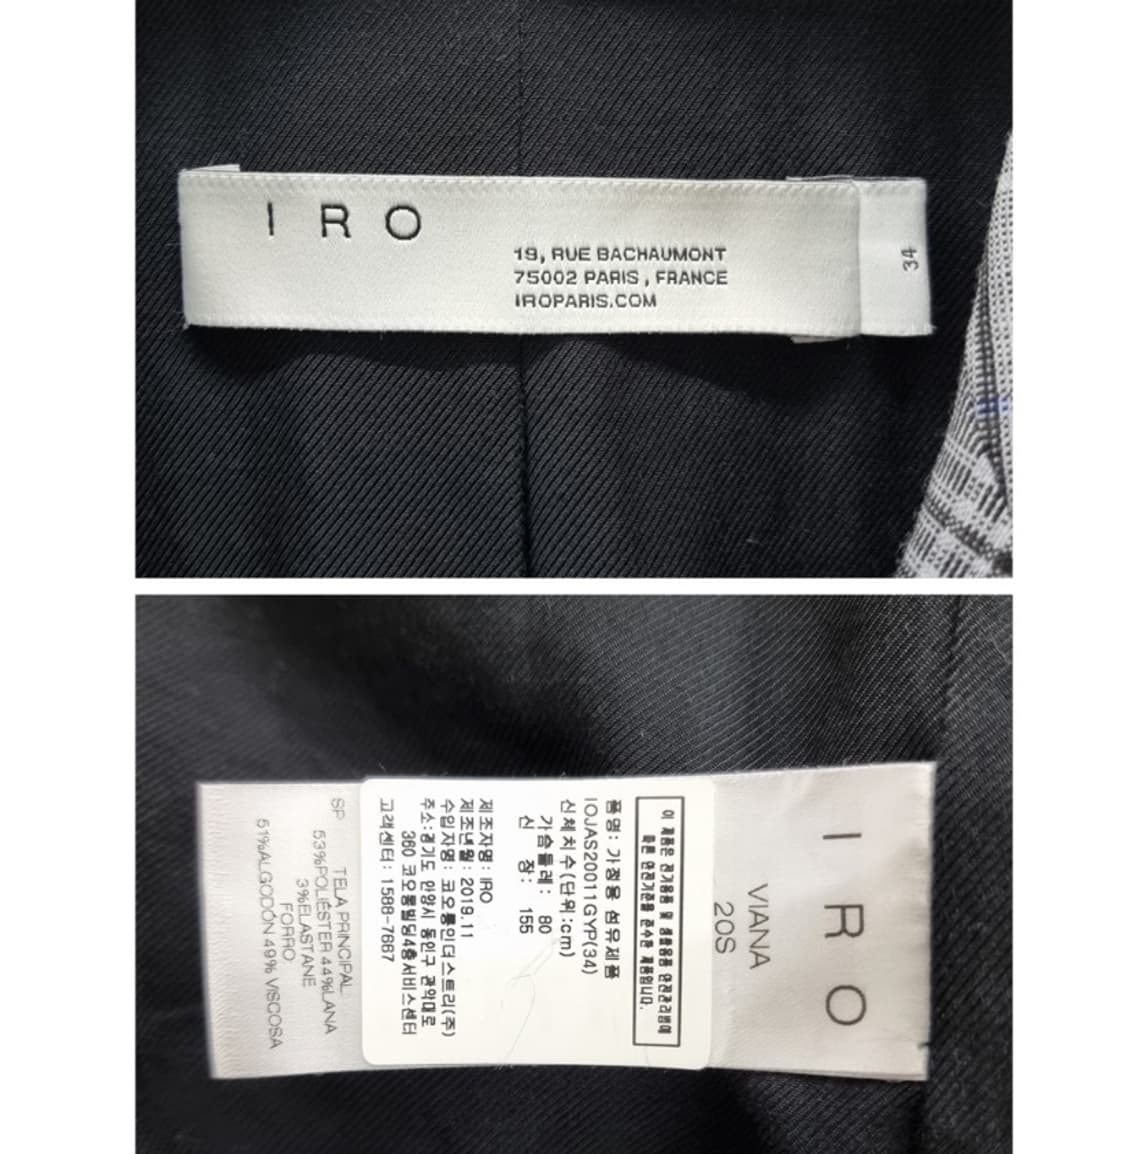 IRO
19, RUE BACHAUMONT
75002 PARIS, FRANCE
IROPARIS.COM
34
IRO
VIANA
20S
이 제품은 전기용품 및 생활용품 안전관리법에
따른 안전기준을 준수한 제품입니다.
품명: 가정용 섬유제품
IOJAS20011GYP(34)
신체치수(단위:cm)
가슴둘레: 80
신 장: 155
제조자명: IRO
제조년월: 2019.11
수입자명: 코오롱인더스트리(주)
주소:경기도 안양시 동안구 관악대로
360 코오롱빌딩4층서비스센터
고객센터: 1588-7667
SP
TELA PRINCIPAL
53%POLIÉSTER 44%LANA
3%ELASTANE
FORRO
51%ALGODÓN 49% VISCOSA